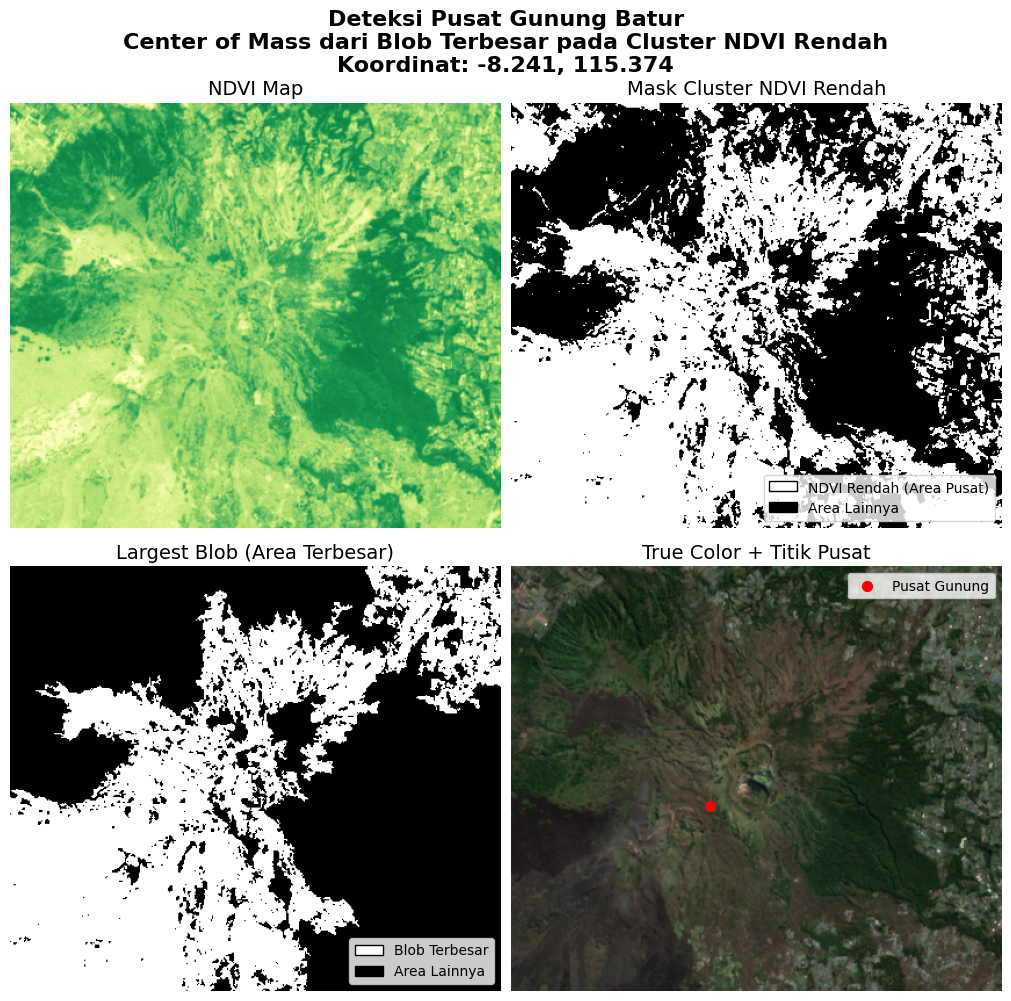 Deteksi Pusat Gunung Batur
Center of Mass dari Blob Terbesar pada Cluster NDVI Rendah
Koordinat: -8.241, 115.374
NDVI Map
Mask Cluster NDVI Rendah
NDVI Rendah (Area Pusat)
Area Lainnya
Largest Blob (Area Terbesar)
True Color + Titik Pusat
Blob Terbesar
Area Lainnya
Pusat Gunung